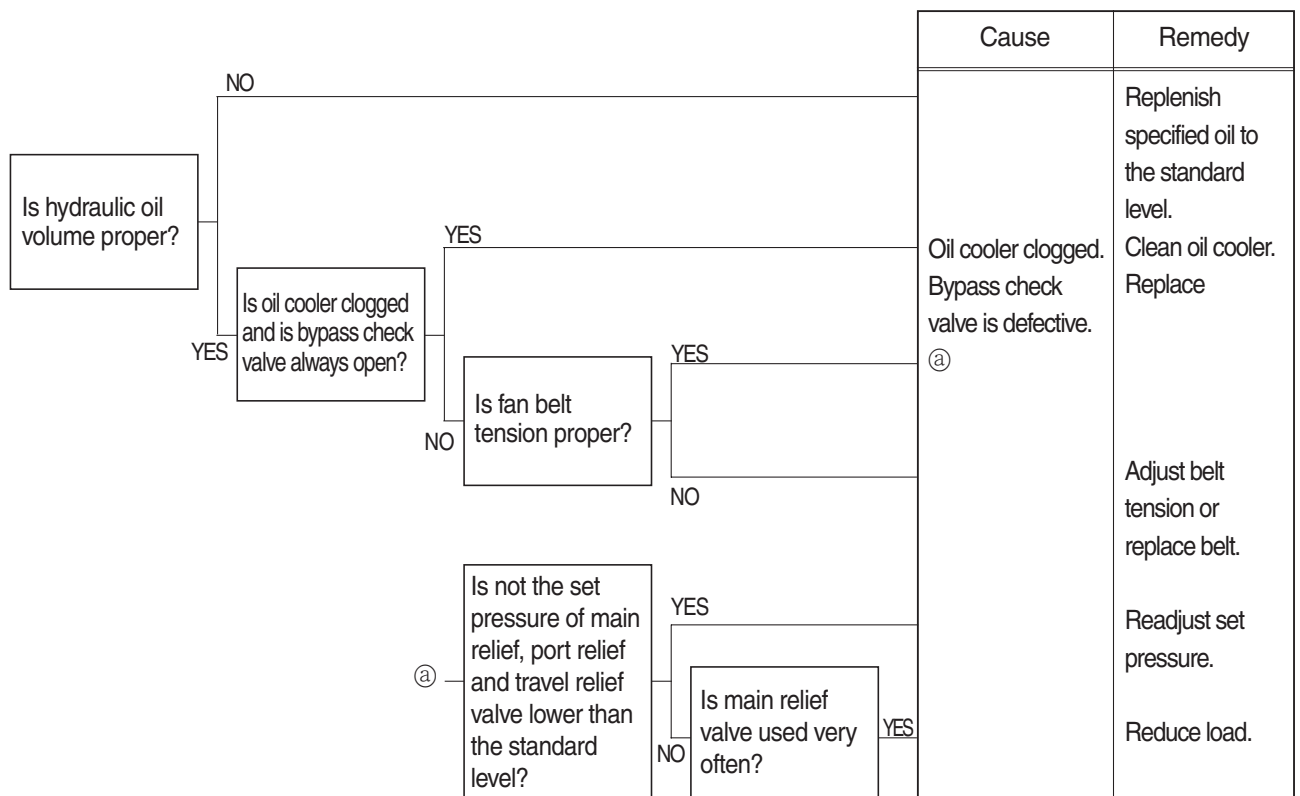 Cause
Remedy
NO
Replenish
specified oil to
the standard
level.
Is hydraulic oil
volume proper?
YES
Oil cooler clogged.
Clean oil cooler.
Is oil cooler clogged
and is bypass check
valve always open?
Bypass check
valve is defective.
Replace
YES
YES
ⓐ
Is fan belt
tension proper?
NO
NO
Adjust belt
tension or
replace belt.
Is not the set
pressure of main
relief, port relief
and travel relief
valve lower than
the standard
level?
YES
Readjust set
pressure.
ⓐ
Is main relief
valve used very
often?
YES
NO
Reduce load.